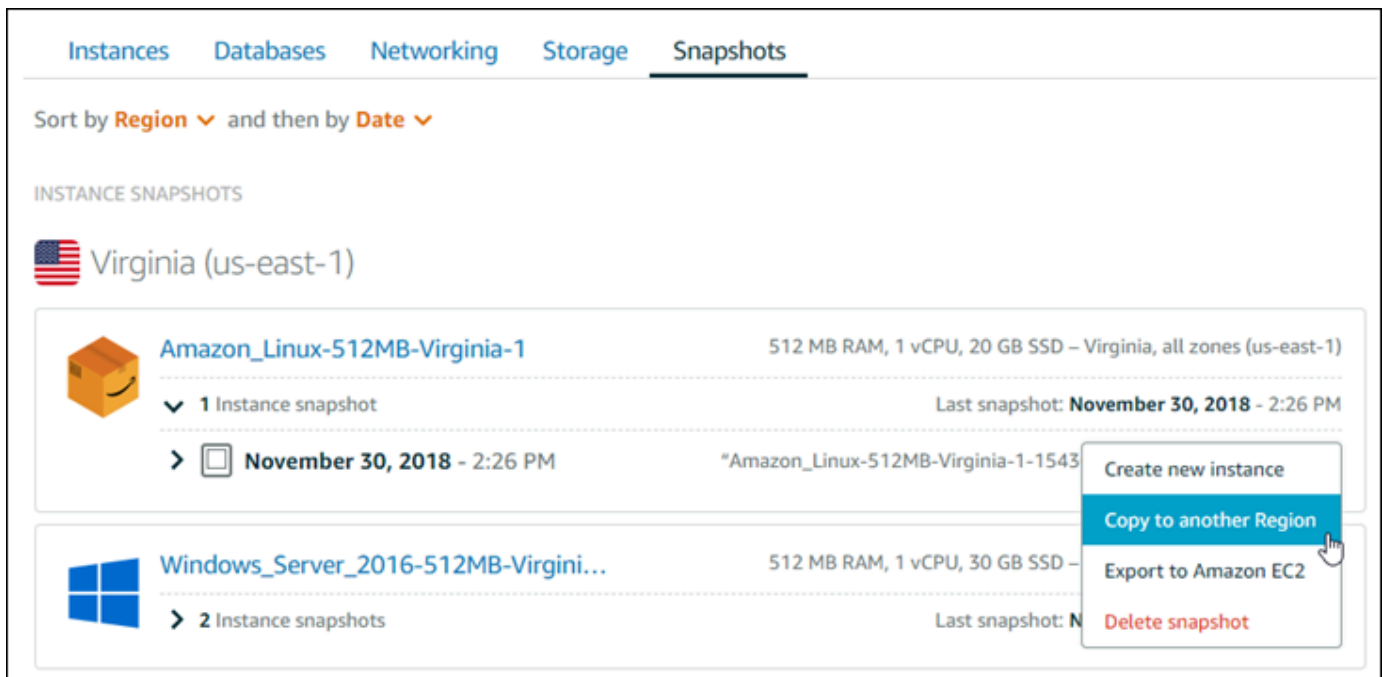 Instances Databases Networking Storage Snapshots
Sort by Region and then by Date
INSTANCE SNAPSHOTS
Virginia (us-east-1)
Amazon_Linux-512MB-Virginia-1 512 MB RAM, 1 vCPU, 20 GB SSD – Virginia, all zones (us-east-1)
1 Instance snapshot Last snapshot: November 30, 2018 - 2:26 PM
November 30, 2018 - 2:26 PM "Amazon_Linux-512MB-Virginia-1-1543
Create new instance
Copy to another Region
Export to Amazon EC2
Delete snapshot
Windows_Server_2016-512MB-Virgini... 512 MB RAM, 1 vCPU, 30 GB SSD –
2 Instance snapshots Last snapshot: N